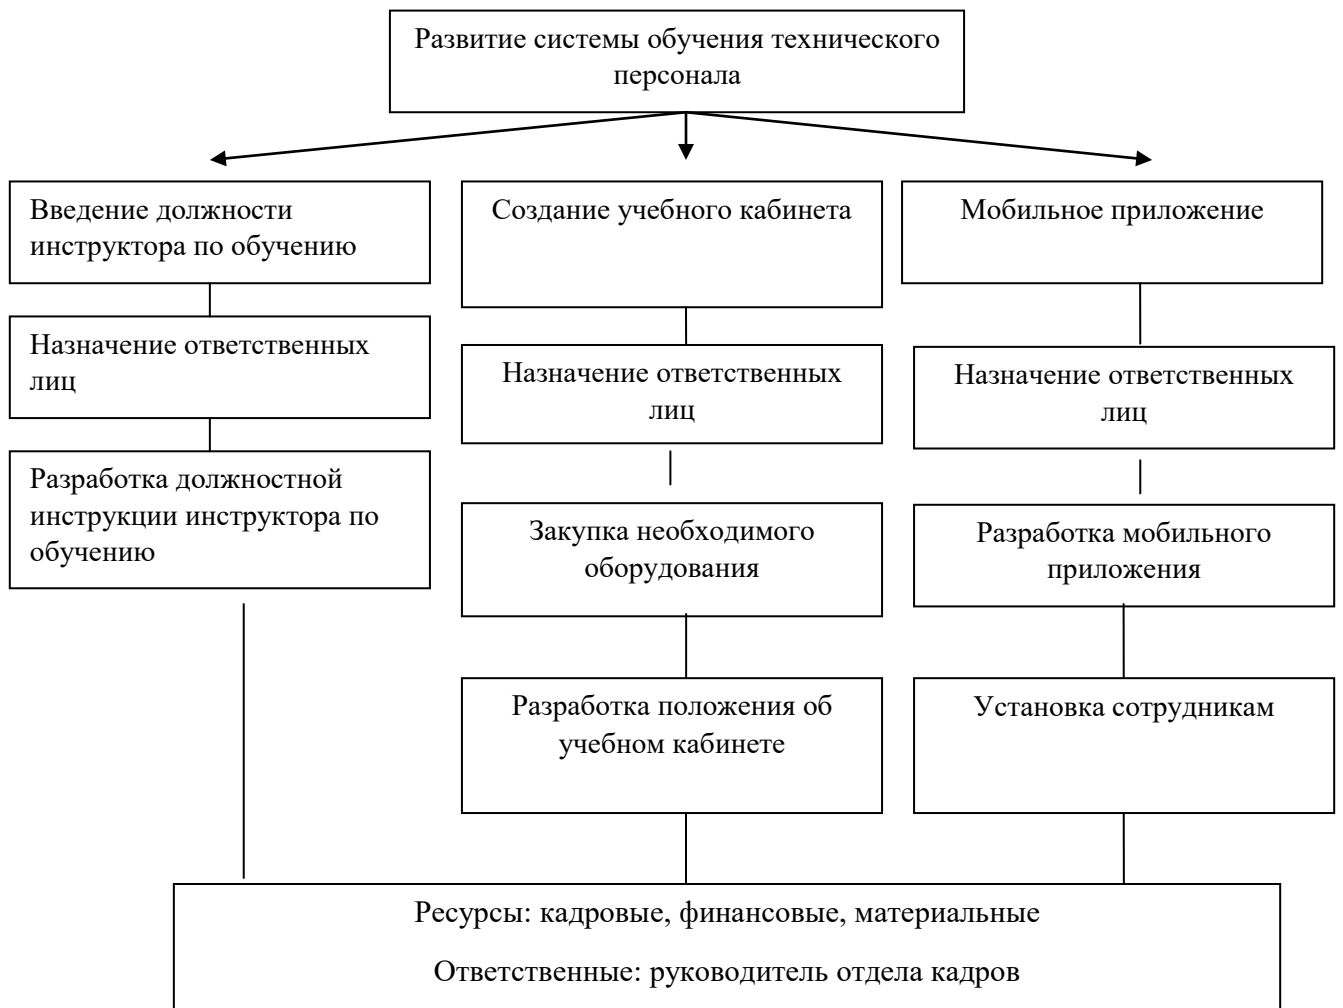 Развитие системы обучения технического
персонала
Введение должности
инструктора по обучению
Назначение ответственных
лиц
Разработка должностной
инструкции инструктора по
обучению
Создание учебного кабинета
Назначение ответственных
лиц
Закупка необходимого
оборудования
Разработка положения об
учебном кабинете
Мобильное приложение
Назначение ответственных
лиц
Разработка мобильного
приложения
Установка сотрудникам
Ресурсы: кадровые, финансовые, материальные
Ответственные: руководитель отдела кадров